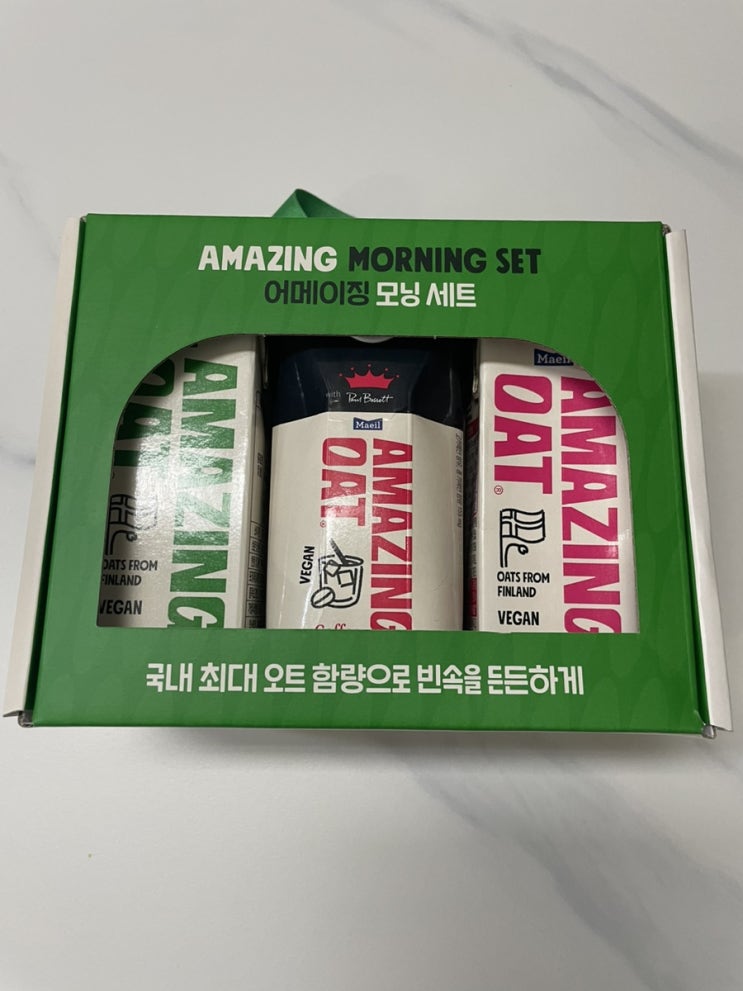 AMAZING MORNING SET
어메이징 모닝 세트
AMAZING
OAT
OATS FROM
FINLAND
VEGAN
with Paul Bassett
Maeil
AMAZING
OAT®
VEGAN
Maeil
AMAZING
OAT®
OATS FROM
FINLAND
VEGAN
국내 최대 오트 함량으로 빈속을 든든하게